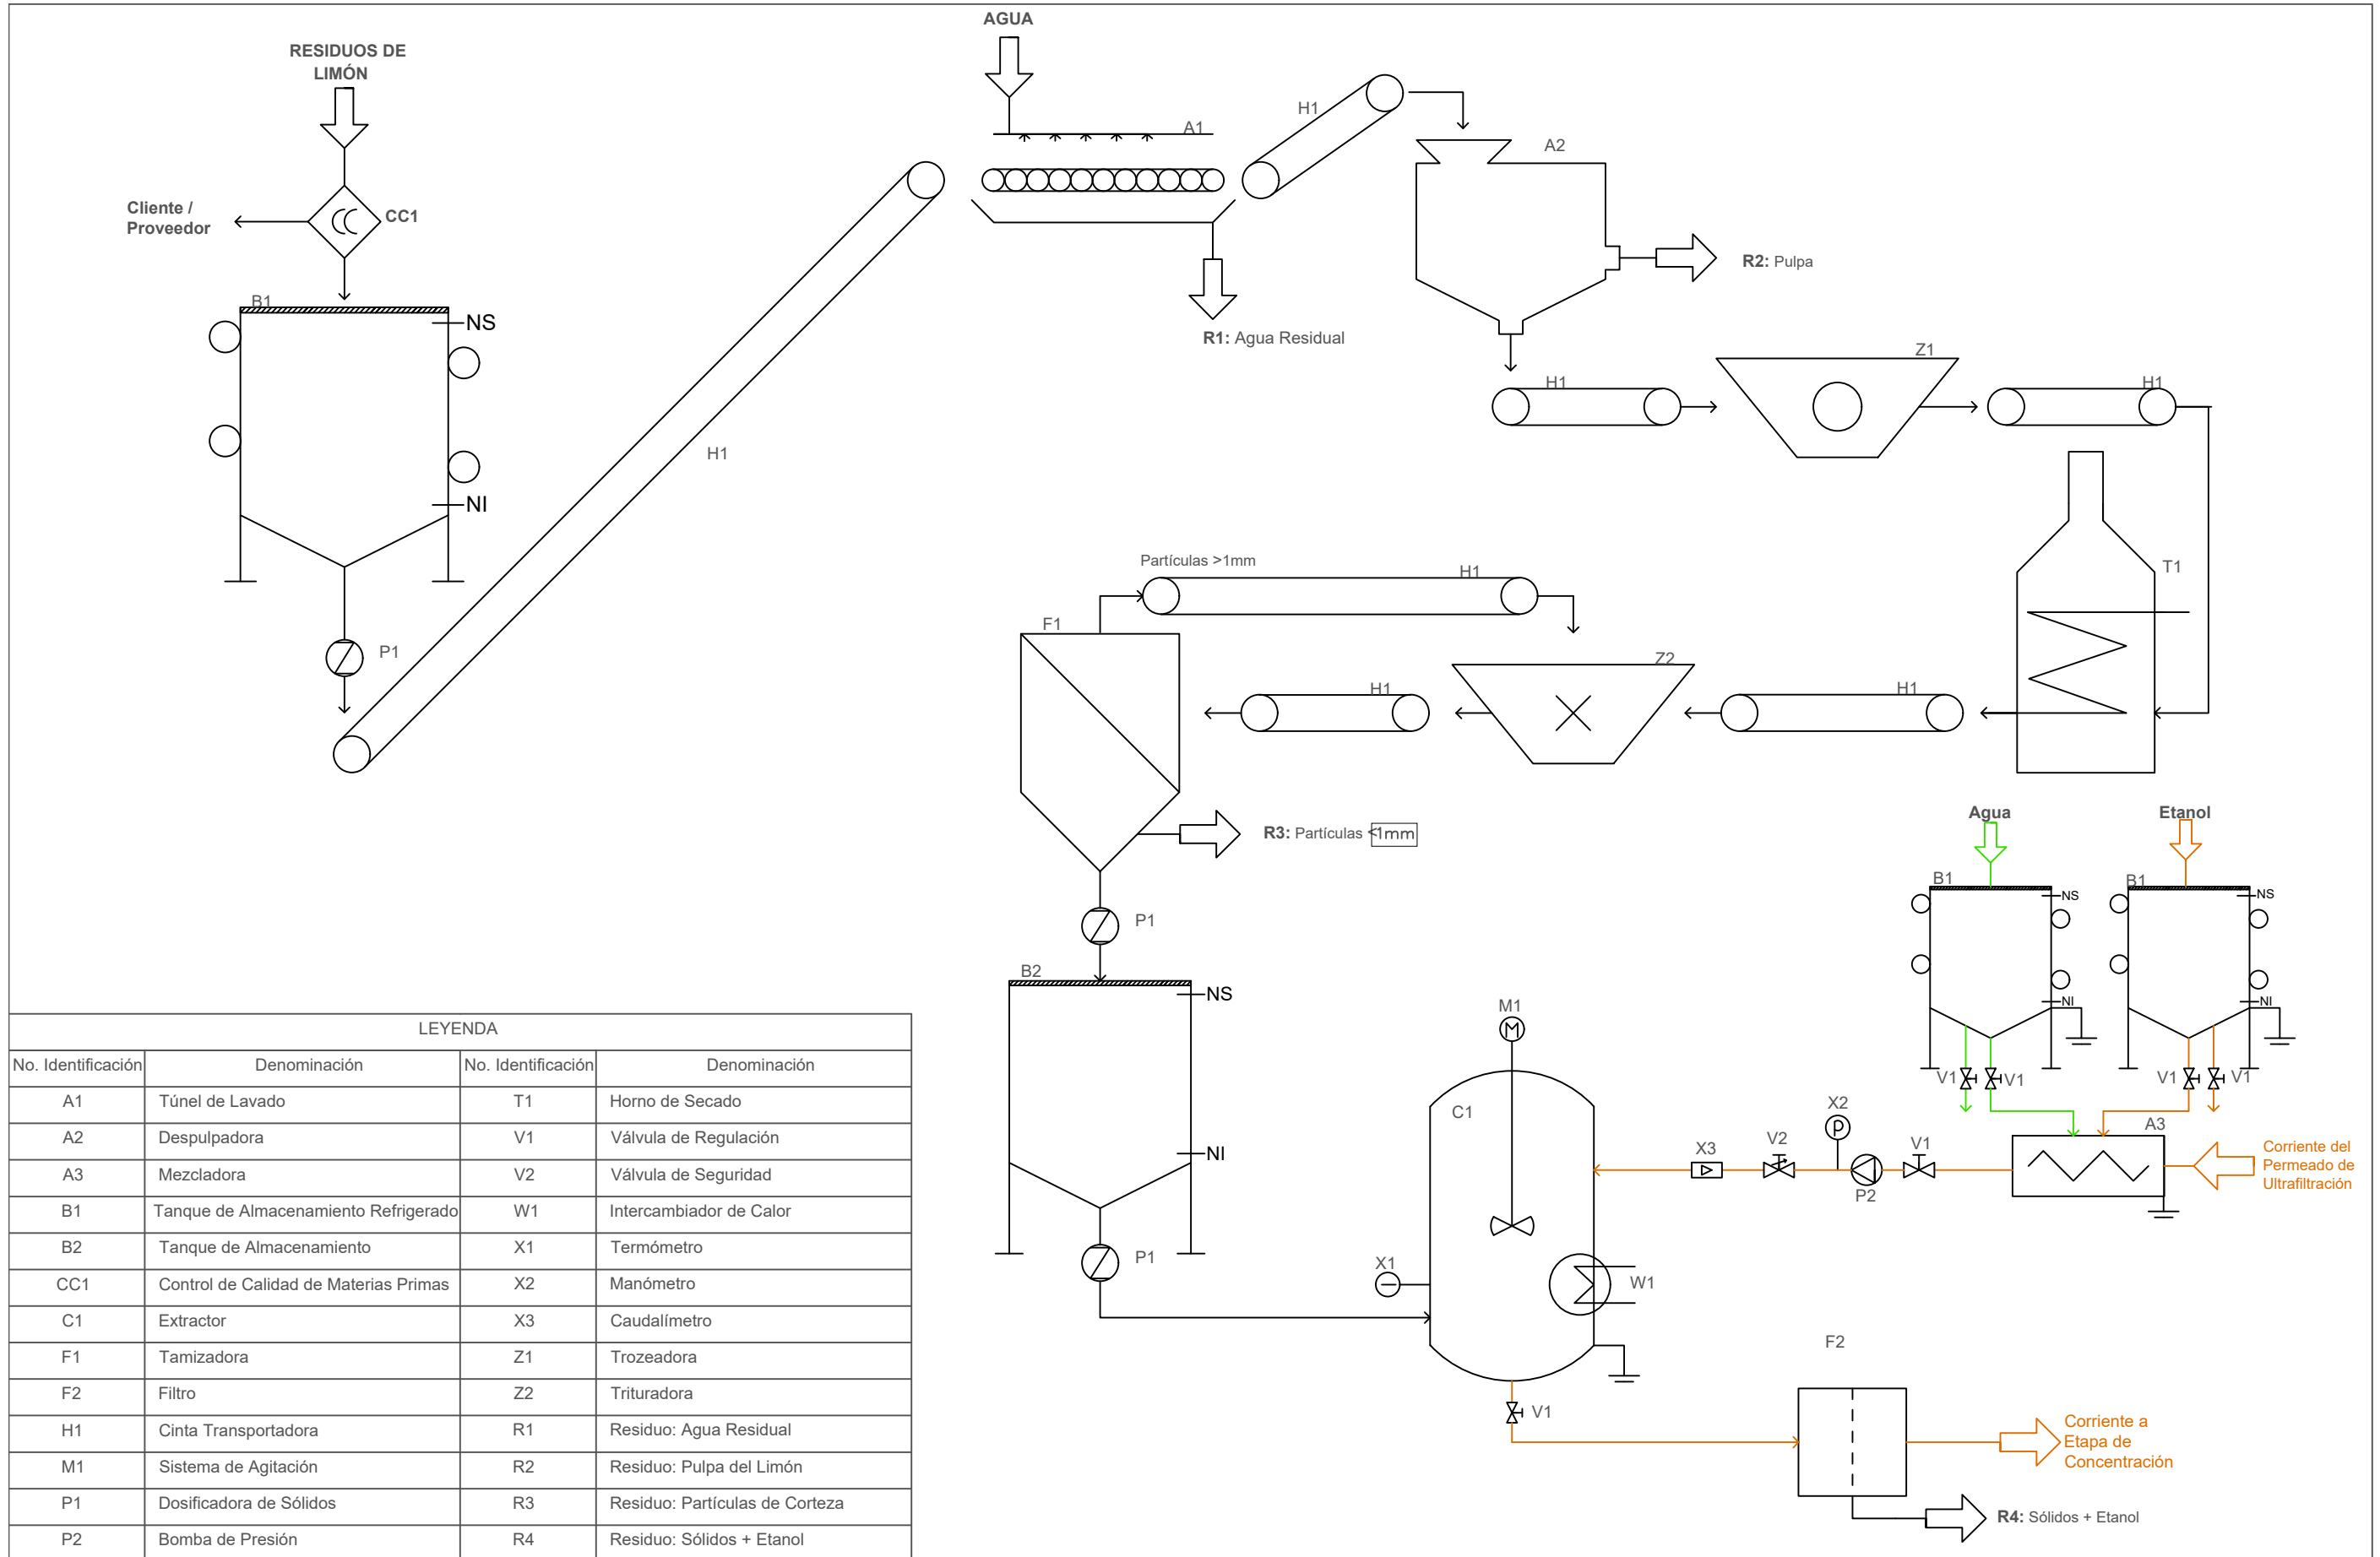 AGUA
RESIDUOS DE
LIMÓN
H1
A1
A2
Cliente /
Proveedor
CC1
R2: Pulpa
B1
NS
R1: Agua Residual
Z1
H1
H1
H1
NI
Partículas >1mm
H1
T1
F1
P1
Z2
H1
H1
Agua
Etanol
R3: Partículas <1mm
B1
B1
NS
NS
P1
B2
NS
NI
NI
M1
LEYENDA
No. Identificación Denominación No. Identificación Denominación
A1 Túnel de Lavado T1 Horno de Secado
A2 Despulpadora V1 Válvula de Regulación
A3 Mezcladora V2 Válvula de Seguridad
B1 Tanque de Almacenamiento Refrigerado W1 Intercambiador de Calor
B2 Tanque de Almacenamiento X1 Termómetro
CC1 Control de Calidad de Materias Primas X2 Manómetro
C1 Extractor X3 Caudalímetro
F1 Tamizadora Z1 Trozeadora
F2 Filtro Z2 Trituradora
H1 Cinta Transportadora R1 Residuo: Agua Residual
M1 Sistema de Agitación R2 Residuo: Pulpa del Limón
P1 Dosificadora de Sólidos R3 Residuo: Partículas de Corteza
P2 Bomba de Presión R4 Residuo: Sólidos + Etanol
V1
V1
V1
V1
M
C1
X2
P
A3
X3
V2
V1
P2
Corriente del
Permeado de
Ultrafiltración
NI
P1
X1
W1
F2
V1
Corriente a
Etapa de
Concentración
R4: Sólidos + Etanol